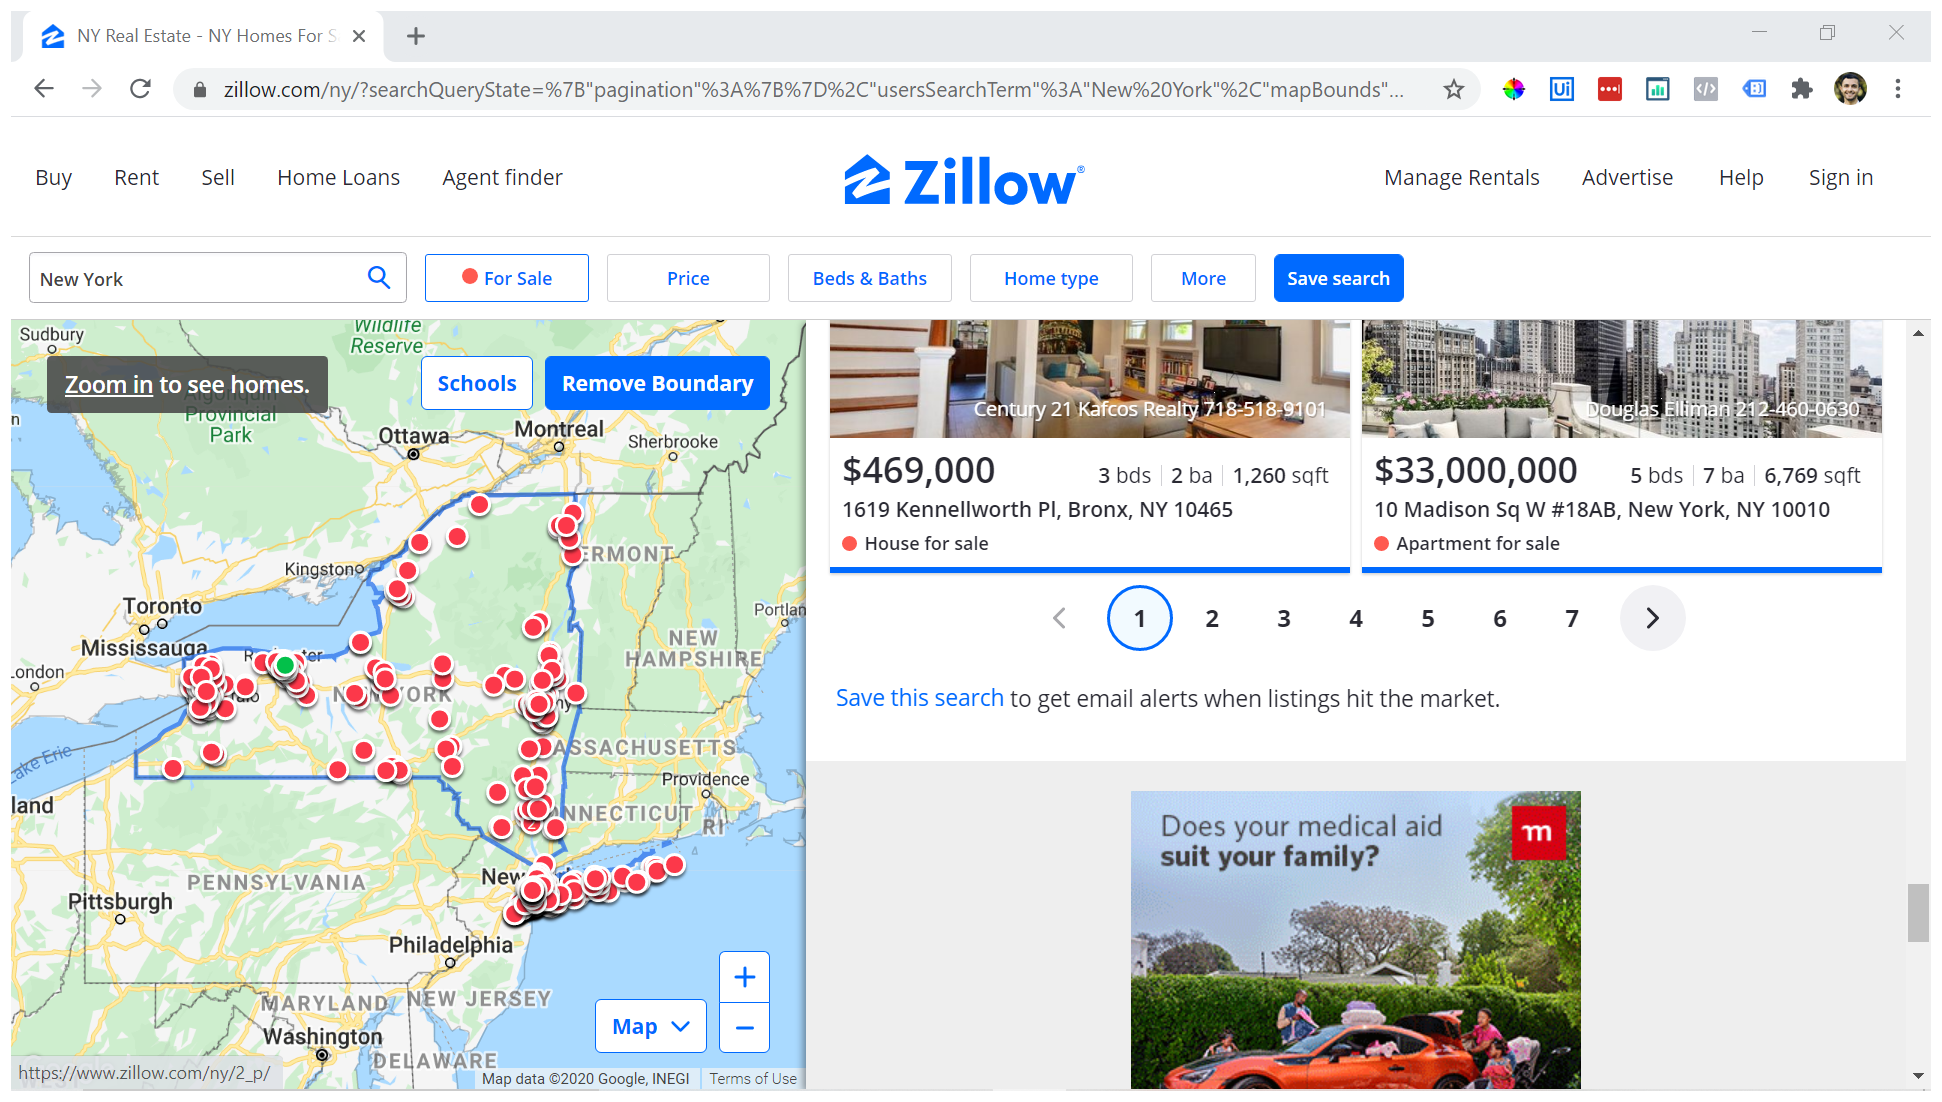 NY Real Estate - NY Homes For S
zillow.com/ny/?searchQueryState=%7B"pagination"%3A%7B%7D%2C"usersSearchTerm"%3A"New%20York"%2C"mapBounds"...
Buy Rent Sell Home Loans Agent finder
Zillow®
Manage Rentals Advertise Help Sign in
New York
For Sale
Price
Beds & Baths
Home type
More
Save search
Sudbury
Wildlife
Reserve
Zoom in to see homes.
Schools
Remove Boundary
Algonquin
Provincial
Park
Ottawa
Montreal
Sherbrooke
ERMONT
Kingston
Toronto
Portlan
Mississauga
NEW
HAMPSHIRE
ondon
NEW YORK
ASSACHUSETTS
ake Erie
Providence
land
NNECTICUT
RI
PENNSYLVANIA
New
Pittsburgh
Philadelphia
MARYLAND
NEW JERSEY
Washington
DELAWARE
Map
+
−
https://www.zillow.com/ny/2_p/
Map data ©2020 Google, INEGI
Terms of Use
Century 21 Kafcos Realty 718-518-9101
$469,000
3 bds 2 ba 1,260 sqft
1619 Kennellworth Pl, Bronx, NY 10465
House for sale
Douglas Elliman 212-460-0630
$33,000,000
5 bds 7 ba 6,769 sqft
10 Madison Sq W #18AB, New York, NY 10010
Apartment for sale
1 2 3 4 5 6 7
Save this search to get email alerts when listings hit the market.
Does your medical aid
suit your family?
m